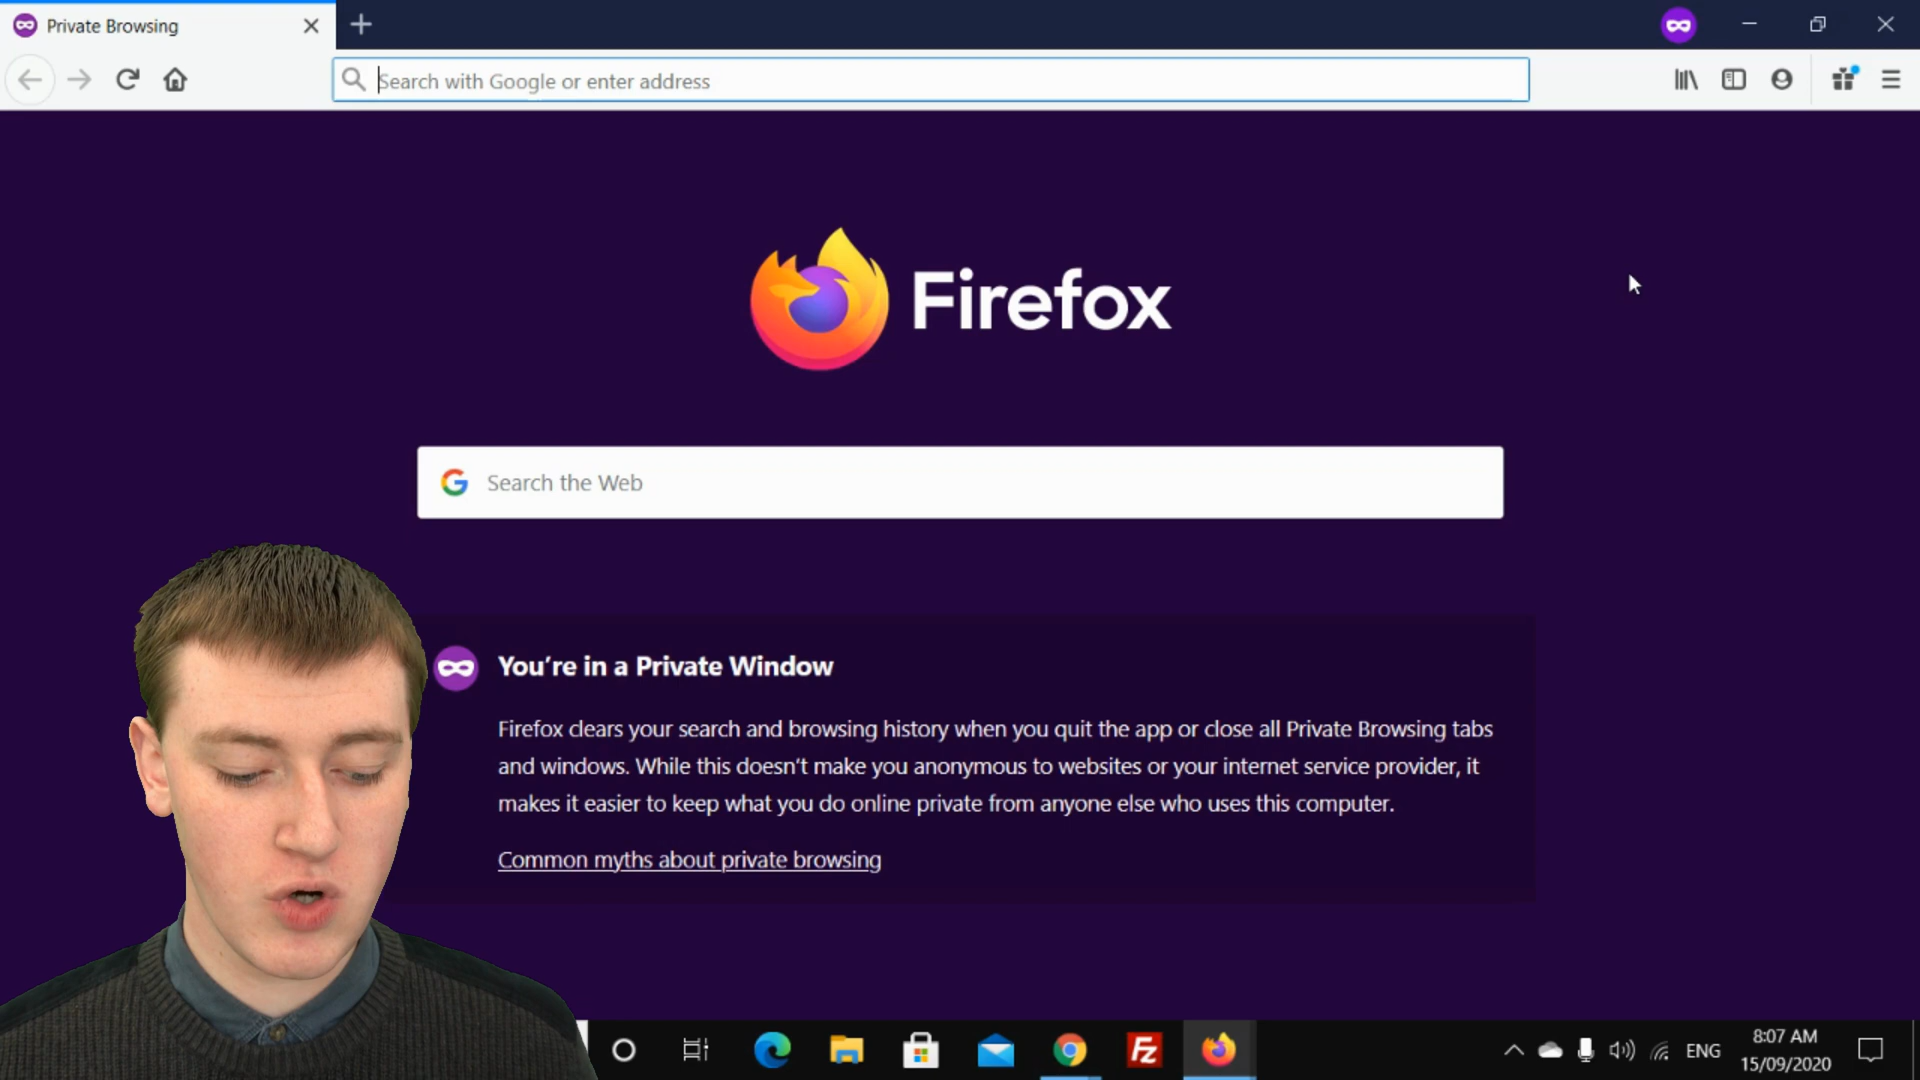 Private Browsing
Search with Google or enter address
Firefox
Search the Web
You're in a Private Window
Firefox clears your search and browsing history when you quit the app or close all Private Browsing tabs
and windows. While this doesn't make you anonymous to websites or your internet service provider, it
makes it easier to keep what you do online private from anyone else who uses this computer.
Common myths about private browsing
Fz
ENG
8:07 AM
15/09/2020